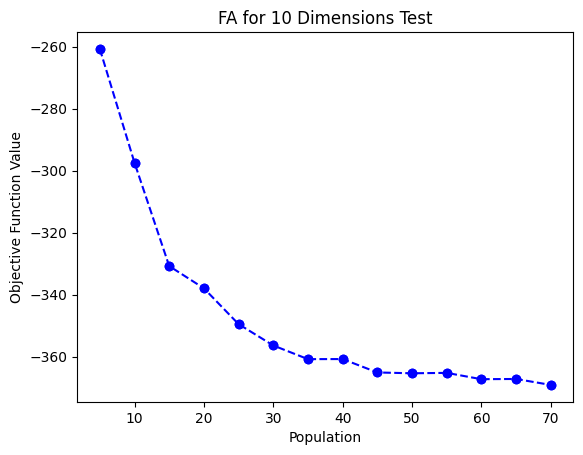 FA for 10 Dimensions Test
Objective Function Value
−260
−280
−300
−320
−340
−360
10 20 30 40 50 60 70
Population